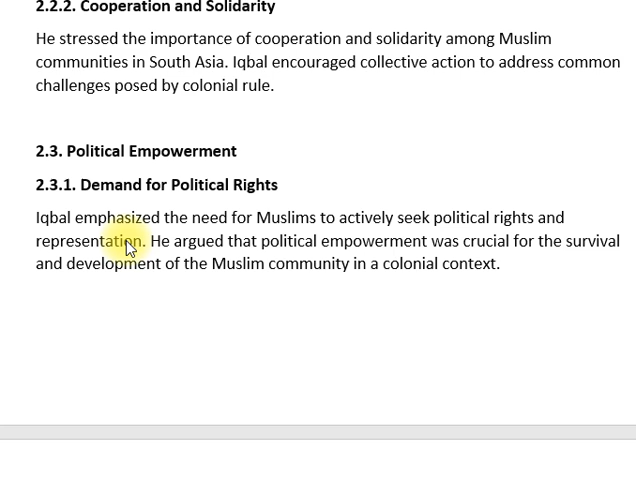 2.2.2. Cooperation and Solidarity
He stressed the importance of cooperation and solidarity among Muslim
communities in South Asia. Iqbal encouraged collective action to address common
challenges posed by colonial rule.
2.3. Political Empowerment
2.3.1. Demand for Political Rights
Iqbal emphasized the need for Muslims to actively seek political rights and
representation. He argued that political empowerment was crucial for the survival
and development of the Muslim community in a colonial context.